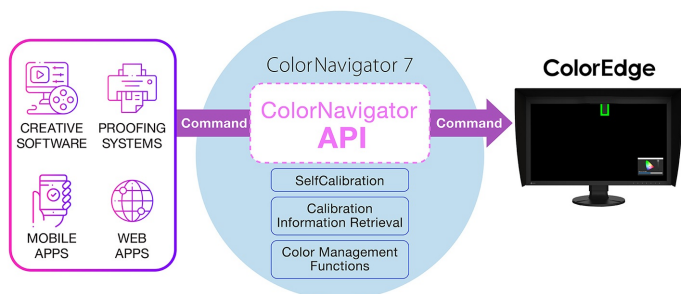 CREATIVE
SOFTWARE
PROOFING
SYSTEMS
MOBILE
APPS
WEB
APPS
Command
ColorNavigator 7
ColorNavigator
API
SelfCalibration
Calibration
Information Retrieval
Color Management
Functions
Command
ColorEdge